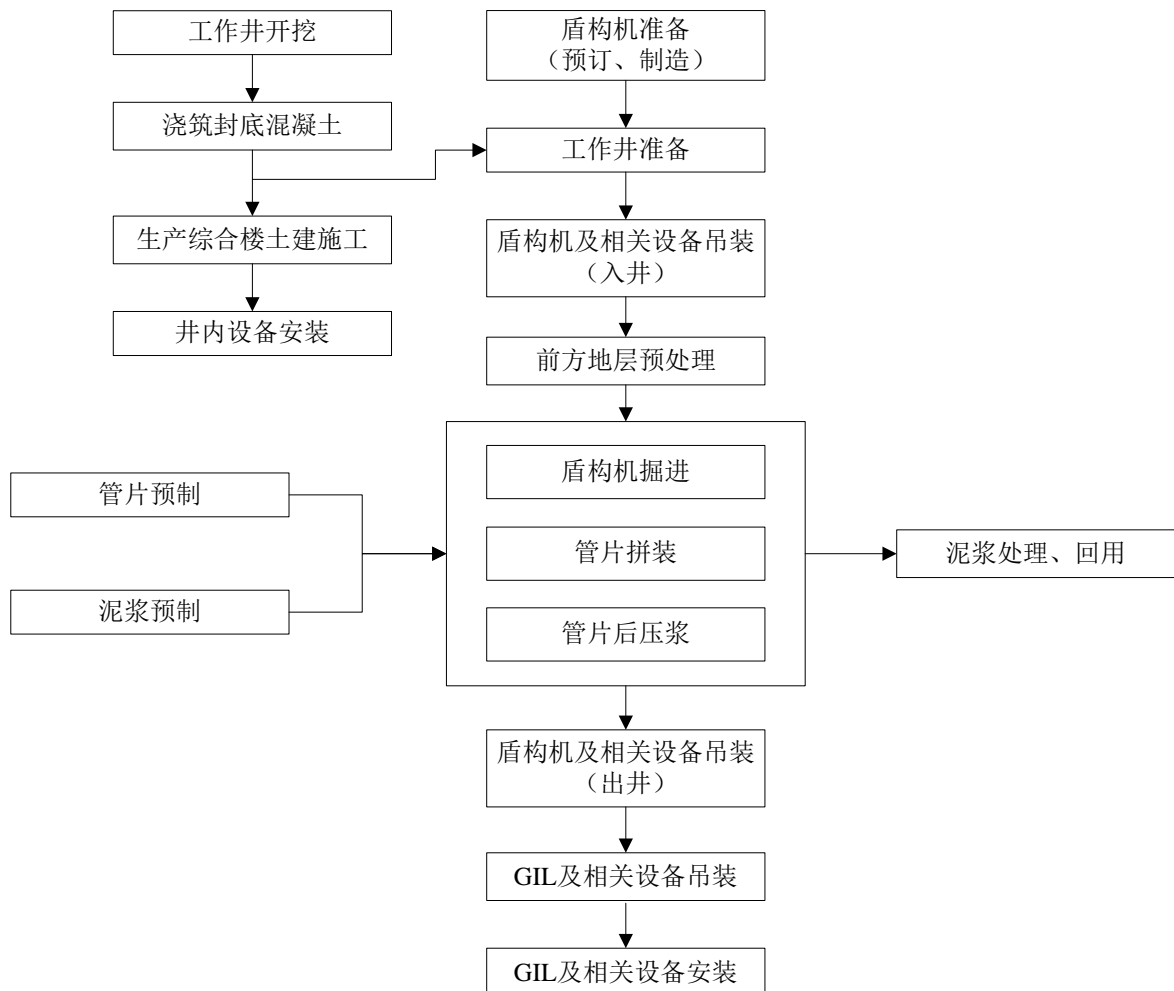 工作井开挖
浇筑封底混凝土
生产综合楼土建施工
井内设备安装
盾构机准备
（预订、制造）
工作井准备
盾构机及相关设备吊装
（入井）
前方地层预处理
管片预制
泥浆预制
盾构机掘进
管片拼装
管片后压浆
泥浆处理、回用
盾构机及相关设备吊装
（出井）
GIL及相关设备吊装
GIL及相关设备安装